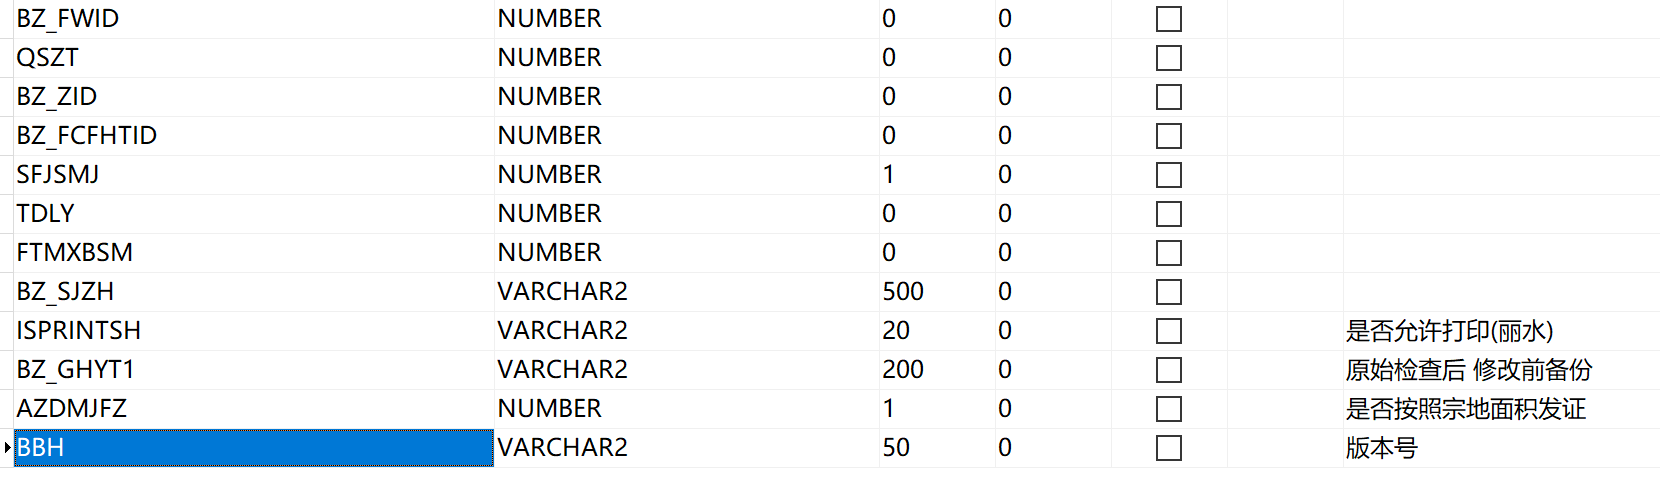 BZ_FWID NUMBER 0 0
QSZT NUMBER 0 0
BZ_ZID NUMBER 0 0
BZ_FCFHTID NUMBER 0 0
SFJSMJ NUMBER 1 0
TDLY NUMBER 0 0
FTMXBSM NUMBER 0 0
BZ_SJZH VARCHAR2 500 0
ISPRINTSH VARCHAR2 20 0 是否允许打印(丽水)
BZ_GHYT1 VARCHAR2 200 0 原始检查后 修改前备份
AZDMJFZ NUMBER 1 0 是否按照宗地面积发证
BBH VARCHAR2 50 0 版本号